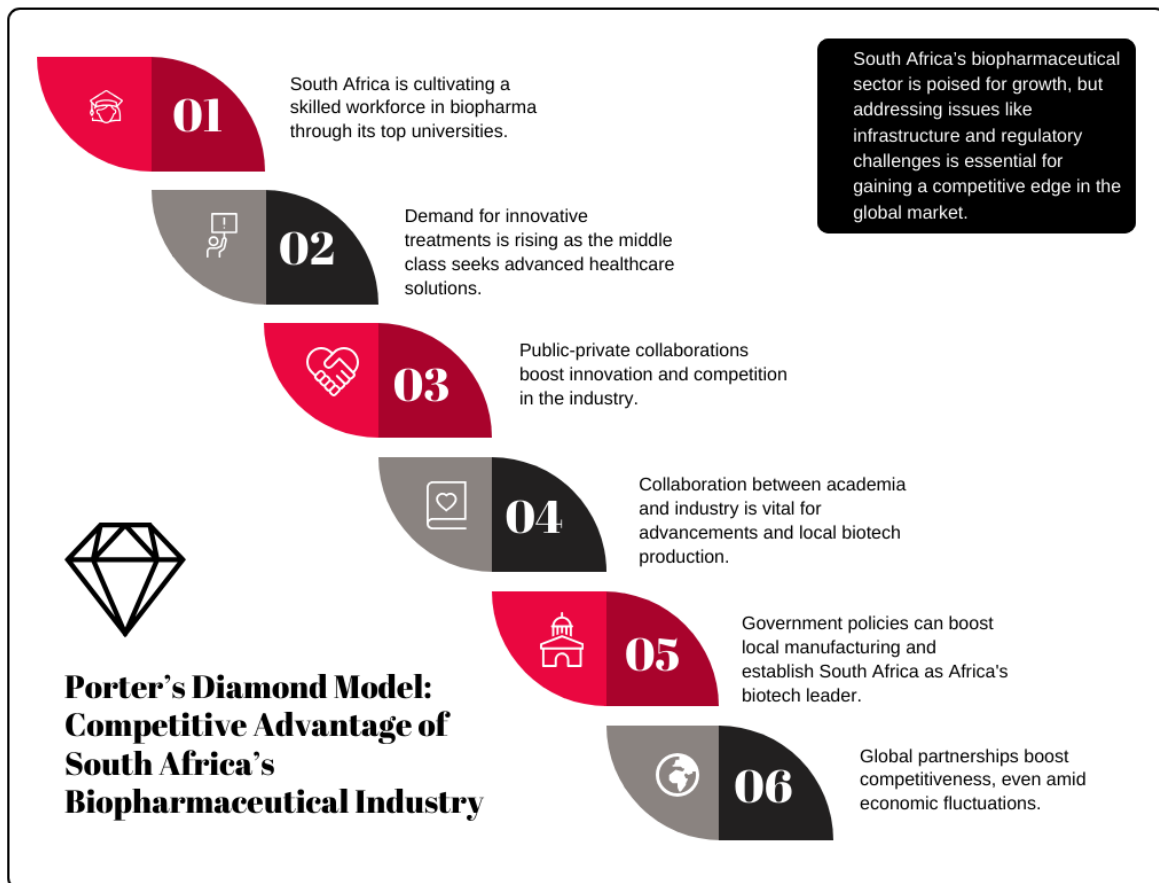 01
South Africa is cultivating a
skilled workforce in biopharma
through its top universities.
South Africa's biopharmaceutical
sector is poised for growth, but
addressing issues like
infrastructure and regulatory
challenges is essential for
gaining a competitive edge in the
global market.
!
02
Demand for innovative
treatments is rising as the middle
class seeks advanced healthcare
solutions.
03
Public-private collaborations
boost innovation and competition
in the industry.
04
Collaboration between academia
and industry is vital for
advancements and local biotech
production.
05
Government policies can boost
local manufacturing and
establish South Africa as Africa's
biotech leader.
06
Global partnerships boost
competitiveness, even amid
economic fluctuations.
Porter’s Diamond Model:
Competitive Advantage of
South Africa’s
Biopharmaceutical Industry